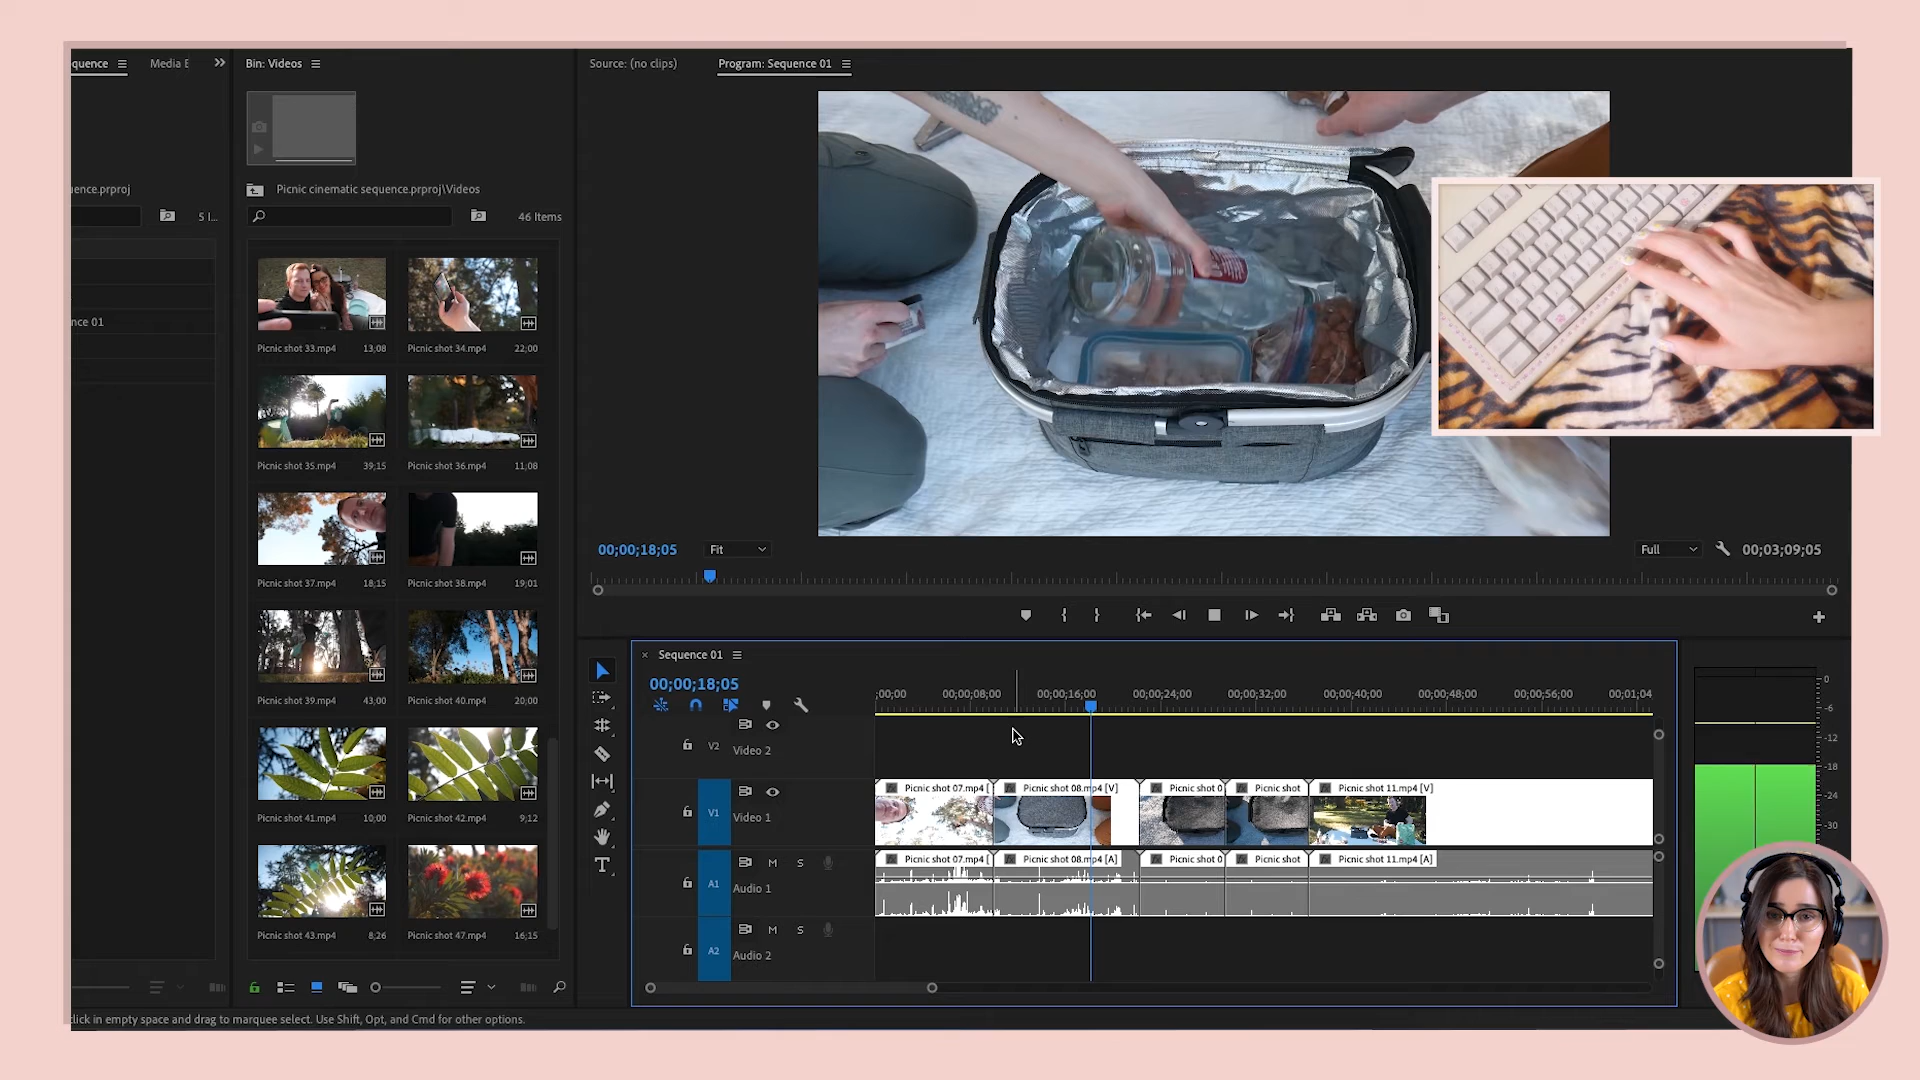 quence
Media E
Bin: Videos
Source: (no clips)
Program: Sequence 01
uence.prproj
Picnic cinematic sequence.prproj\Videos
5 I...
46 Items
nce 01
Picnic shot 33.mp4 13;08
Picnic shot 34.mp4 22;00
Picnic shot 35.mp4 39;15
Picnic shot 36.mp4 11;08
Picnic shot 37.mp4 18;15
Picnic shot 38.mp4 19;01
Picnic shot 39.mp4 43;00
Picnic shot 40.mp4 20;00
Picnic shot 41.mp4 10;00
Picnic shot 42.mp4 9;12
Picnic shot 43.mp4 8;26
Picnic shot 47.mp4 16;15
00;00;18;05
Fit
Full
00;03;09;05
Sequence 01
00;00;18;05
;00;00
00;00;08;00
00;00;16;00
00;00;24;00
00;00;32;00
00;00;40;00
00;00;48;00
00;00;56;00
00;01;04
V2 Video 2
V1 Video 1
Picnic shot 07.mp4 [
Picnic shot 08.mp4 [V]
Picnic shot 0
Picnic shot
Picnic shot 11.mp4 [V]
A1 M S
Audio 1
Picnic shot 07.mp4 [
Picnic shot 08.mp4 [A]
Picnic shot 0
Picnic shot
Picnic shot 11.mp4 [A]
A2 M S
Audio 2
0
-6
-12
-18
-24
-30
click in empty space and drag to marquee select. Use Shift, Opt, and Cmd for other options.